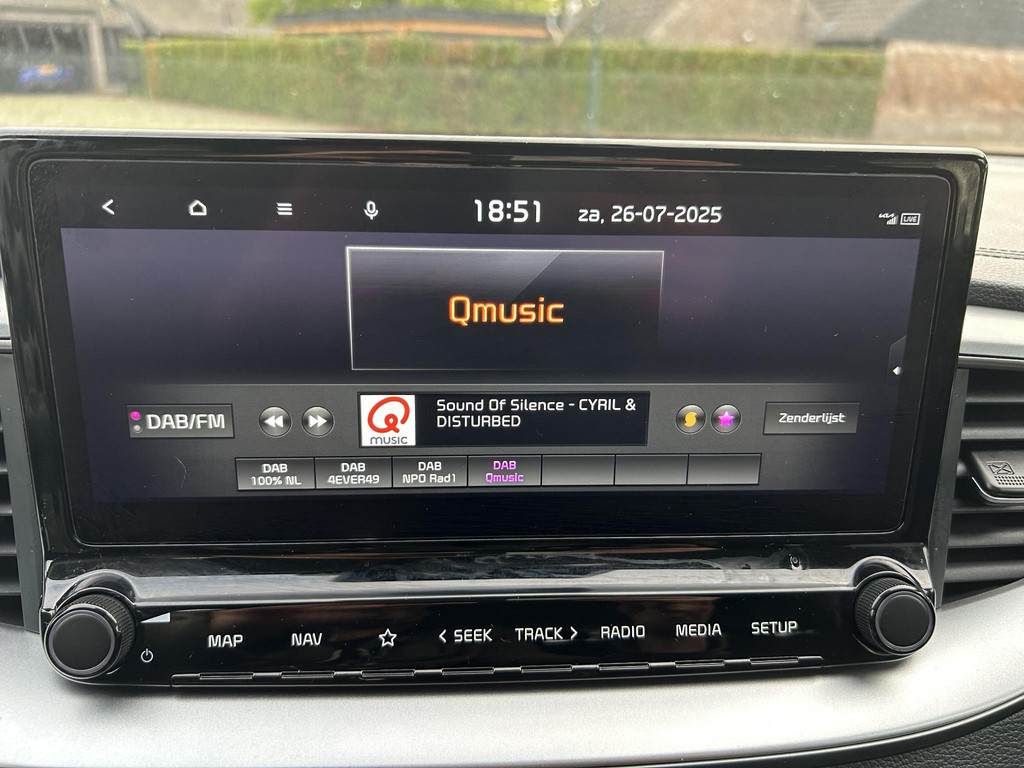 18:51 za, 26-07-2025 LIVE
Qmusic
DAB/FM
music
Sound Of Silence - CYRIL &
DISTURBED
Zenderlijst
DAB
100% NL
DAB
4EVER49
DAB
NPO Rad1
DAB
Qmusic
MAP NAV < SEEK TRACK > RADIO MEDIA SETUP